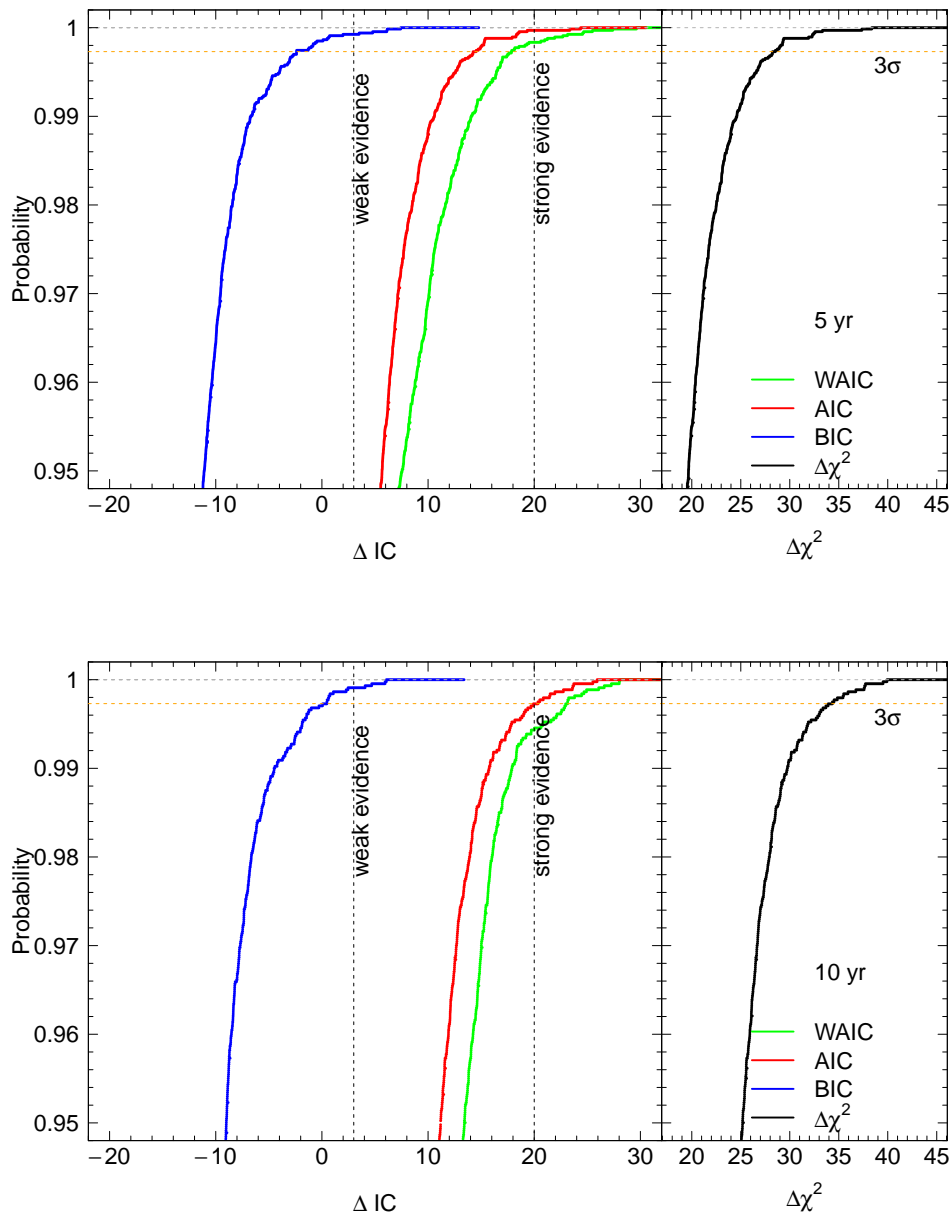 1
0.99
0.98
0.97
0.96
0.95
Probability
weak evidence
strong evidence
3σ
5 yr
WAIC
AIC
BIC
Δχ²
−20 −10 0 10 20 30
20 25 30 35 40 45
Δ IC
Δχ²
1
0.99
0.98
0.97
0.96
0.95
Probability
weak evidence
strong evidence
3σ
10 yr
WAIC
AIC
BIC
Δχ²
−20 −10 0 10 20 30
20 25 30 35 40 45
Δ IC
Δχ²